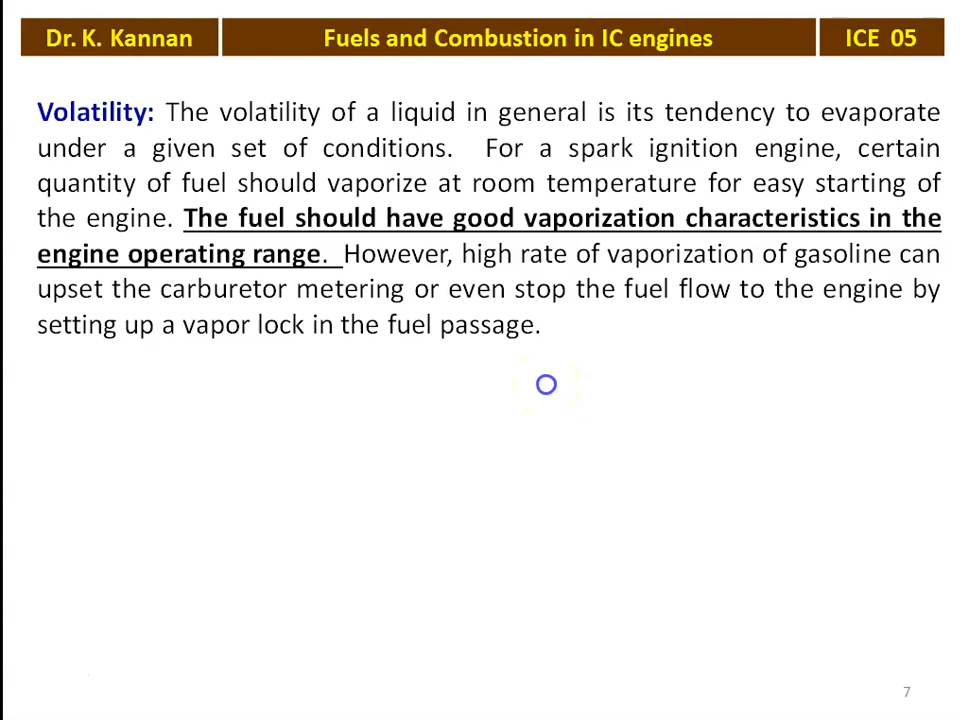 Dr. K. Kannan
Fuels and Combustion in IC engines
ICE 05
Volatility: The volatility of a liquid in general is its tendency to evaporate
under a given set of conditions. For a spark ignition engine, certain
quantity of fuel should vaporize at room temperature for easy starting of
the engine. The fuel should have good vaporization characteristics in the
engine operating range. However, high rate of vaporization of gasoline can
upset the carburetor metering or even stop the fuel flow to the engine by
setting up a vapor lock in the fuel passage.
7